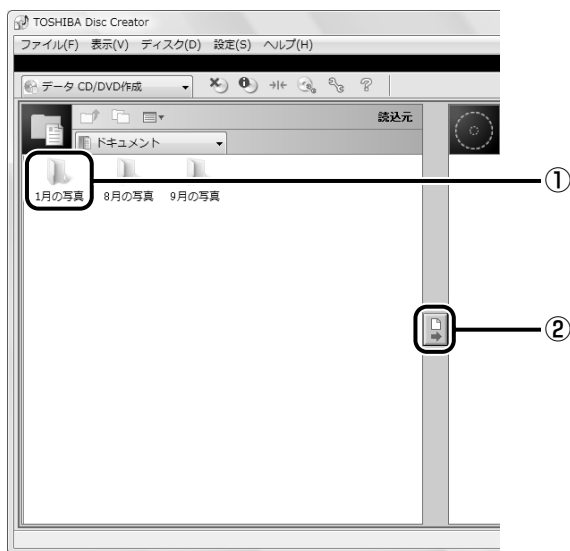 TOSHIBA Disc Creator
ファイル(F) 表示(V) ディスク(D) 設定(S) ヘルプ(H)
データ CD/DVD作成
読込元
ドキュメント
1月の写真 8月の写真 9月の写真
①
②